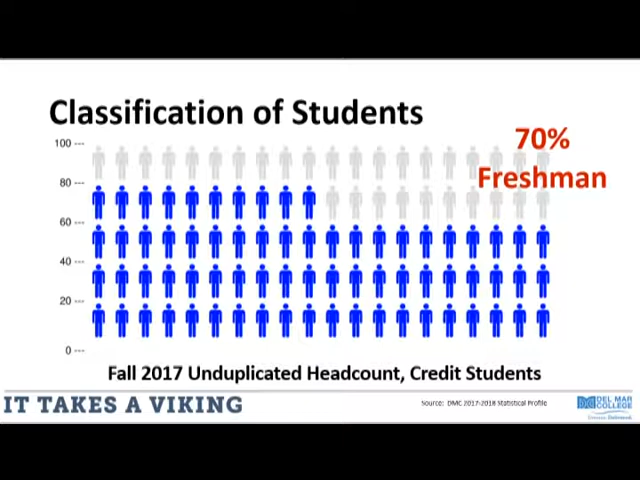 Classification of Students
70%
Freshman
100 ---
80 ---
60 ---
40 ---
20 ---
0 ---
Fall 2017 Unduplicated Headcount, Credit Students
IT TAKES A VIKING
Source: DMC 2017-2018 Statistical Profile
DEL MAR
COLLEGE